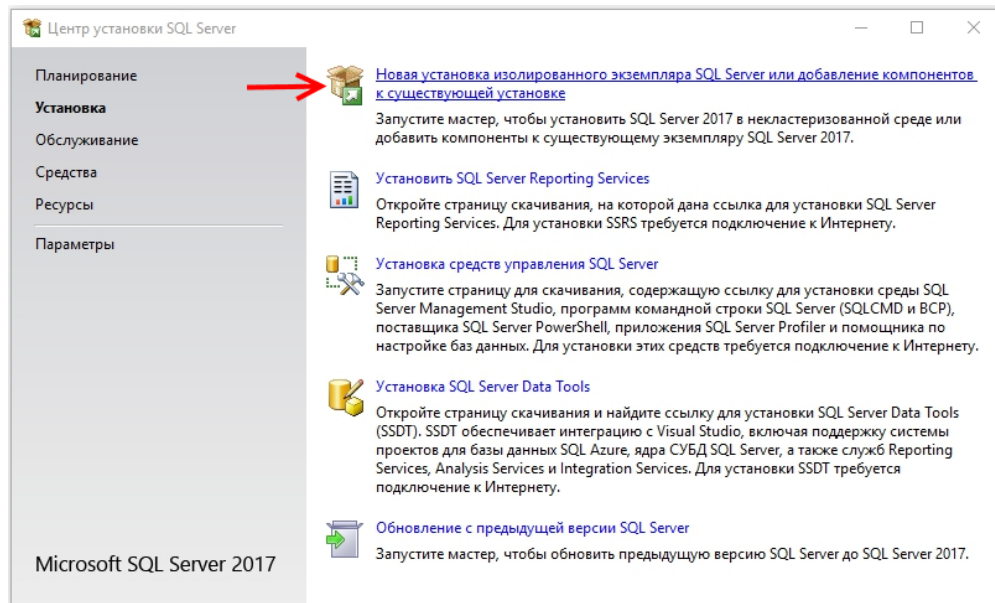 Центр установки SQL Server
Планирование
Установка
Обслуживание
Средства
Ресурсы
Параметры
Microsoft SQL Server 2017
Новая установка изолированного экземпляра SQL Server или добавление компонентов
к существующей установке
Запустите мастер, чтобы установить SQL Server 2017 в некластеризованной среде или
добавить компоненты к существующему экземпляру SQL Server 2017.
Установить SQL Server Reporting Services
Откройте страницу скачивания, на которой дана ссылка для установки SQL Server
Reporting Services. Для установки SSRS требуется подключение к Интернету.
Установка средств управления SQL Server
Запустите страницу для скачивания, содержащую ссылку для установки среды SQL
Server Management Studio, программ командной строки SQL Server (SQLCMD и BCP),
поставщика SQL Server PowerShell, приложения SQL Server Profiler и помощника по
настройке баз данных. Для установки этих средств требуется подключение к Интернету.
Установка SQL Server Data Tools
Откройте страницу скачивания и найдите ссылку для установки SQL Server Data Tools
(SSDT). SSDT обеспечивает интеграцию с Visual Studio, включая поддержку системы
проектов для базы данных SQL Azure, ядра СУБД SQL Server, а также служб Reporting
Services, Analysis Services и Integration Services. Для установки SSDT требуется
подключение к Интернету.
Обновление с предыдущей версии SQL Server
Запустите мастер, чтобы обновить предыдущую версию SQL Server до SQL Server 2017.